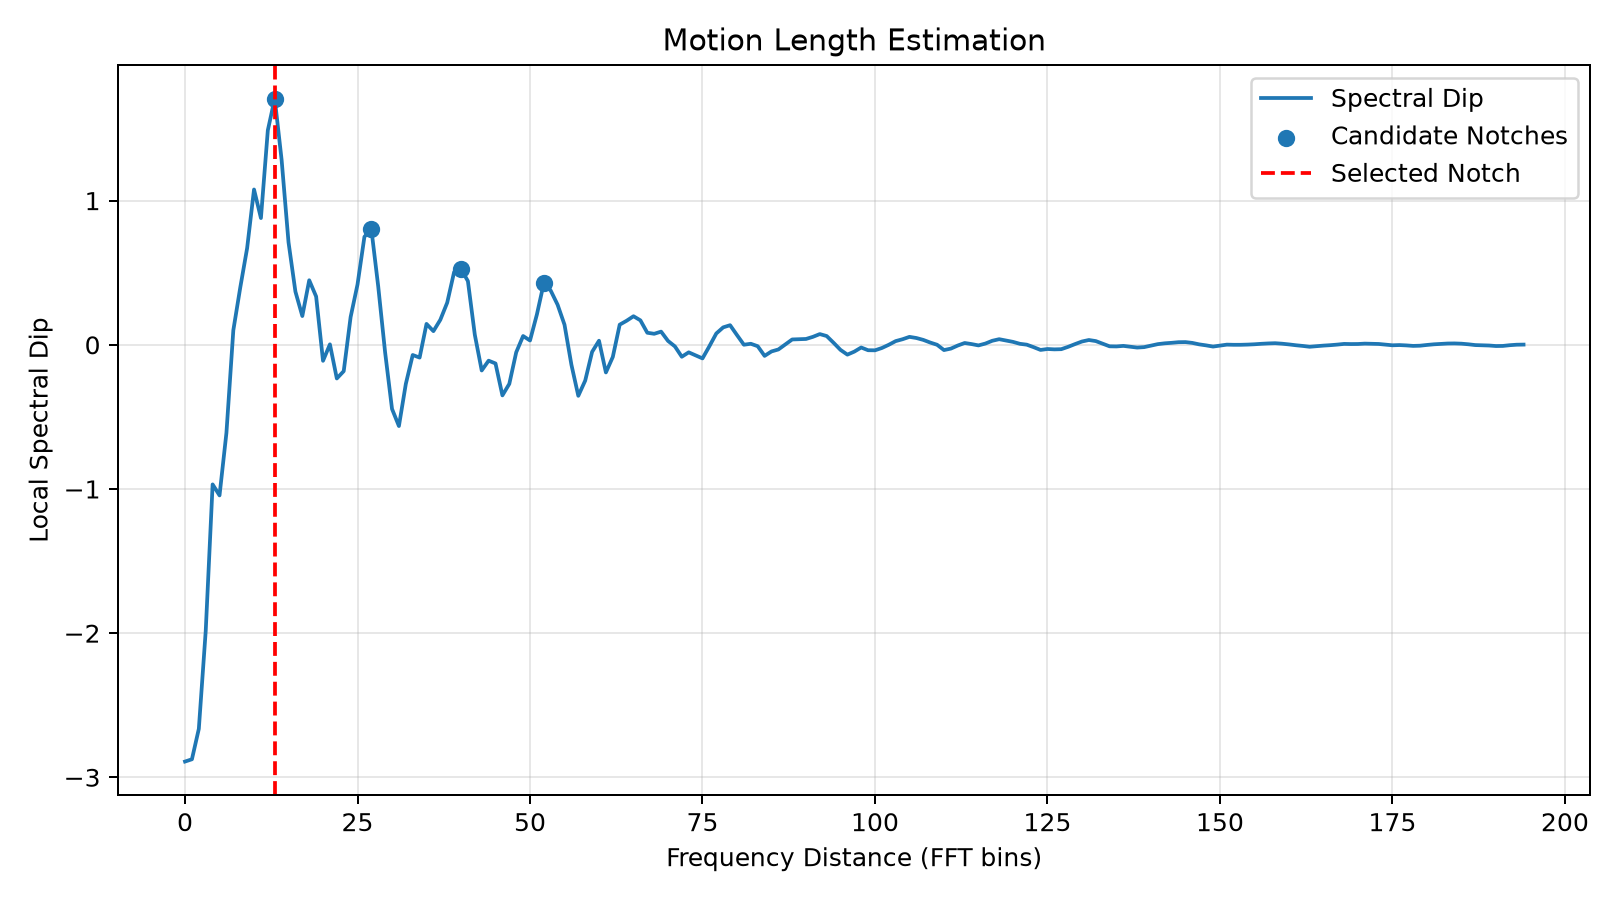 Motion Length Estimation
Spectral Dip
Candidate Notches
Selected Notch
Local Spectral Dip
1
0
−1
−2
−3
0 25 50 75 100 125 150 175 200
Frequency Distance (FFT bins)